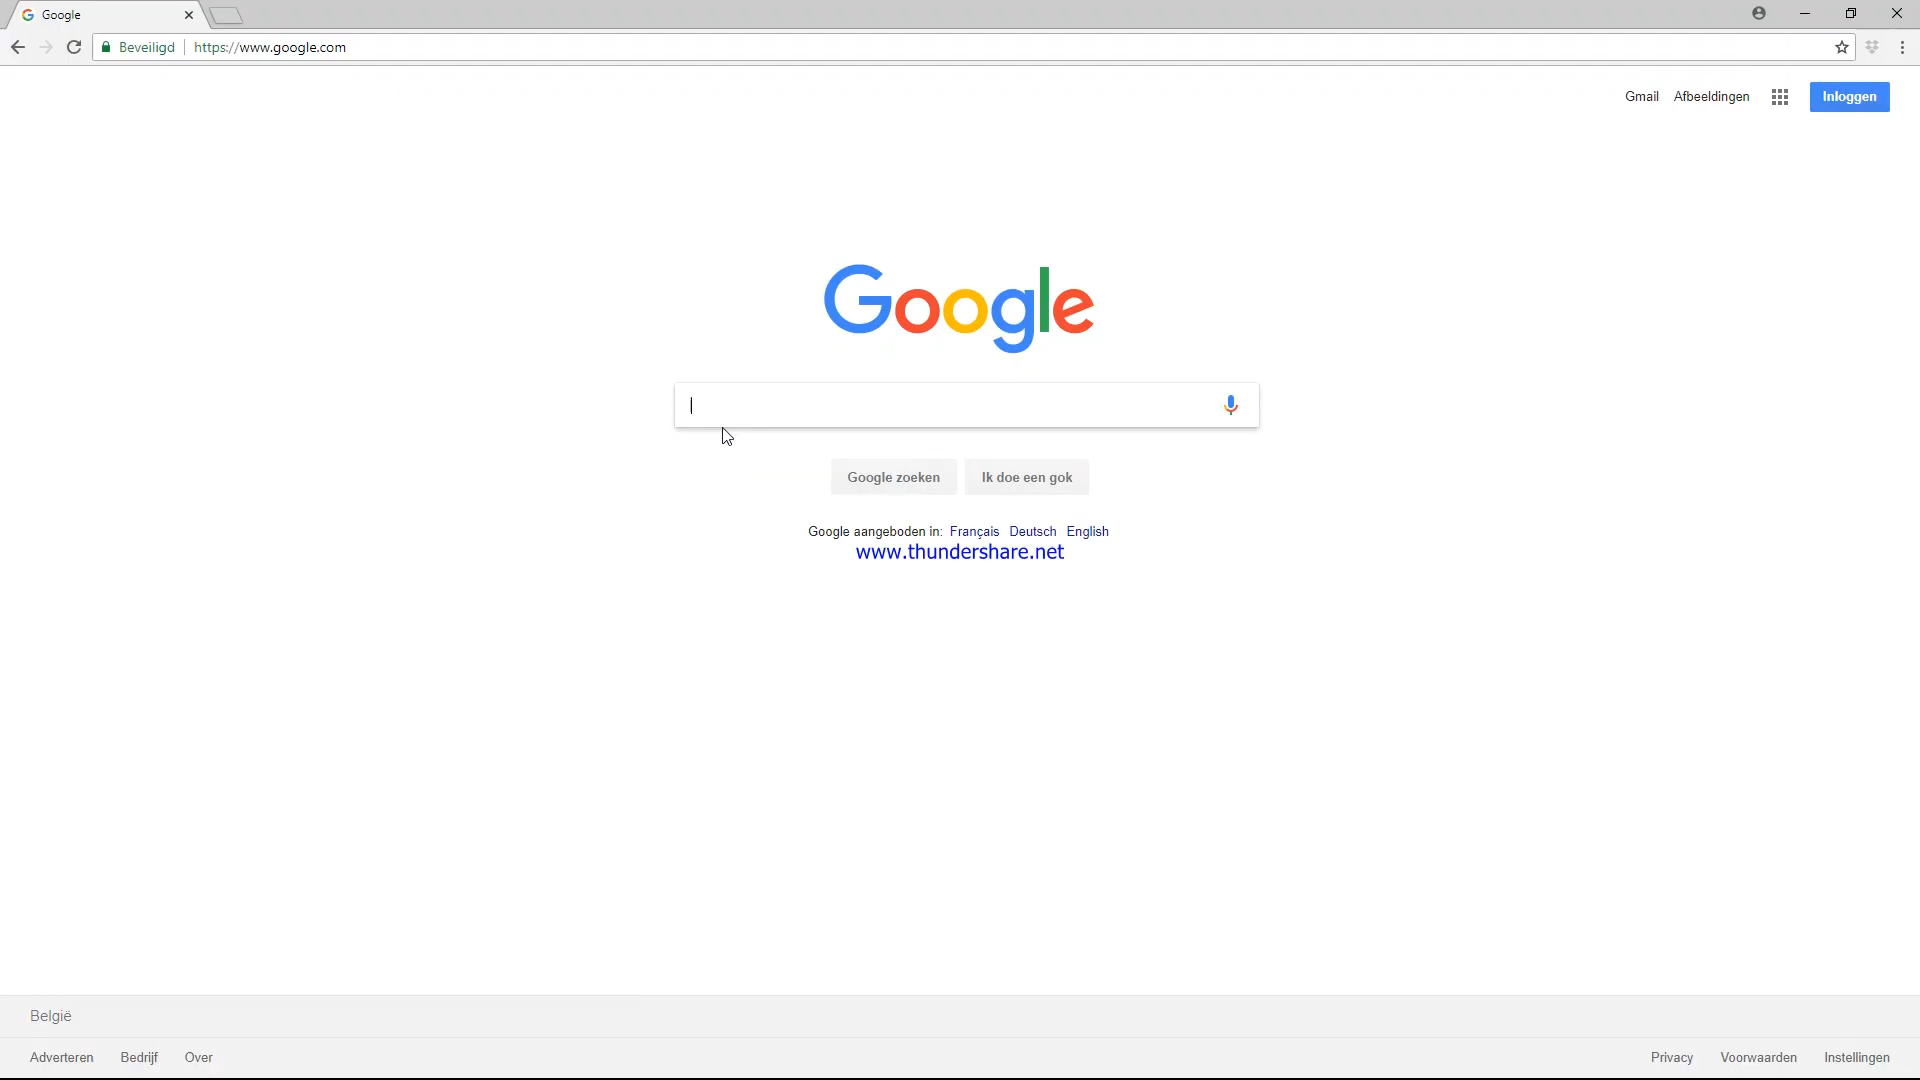 Google
Beveiligd https://www.google.com
Gmail Afbeeldingen Inloggen
Google
Google zoeken Ik doe een gok
Google aangeboden in: Français Deutsch English
www.thundershare.net
België
Adverteren Bedrijf Over Privacy Voorwaarden Instellingen